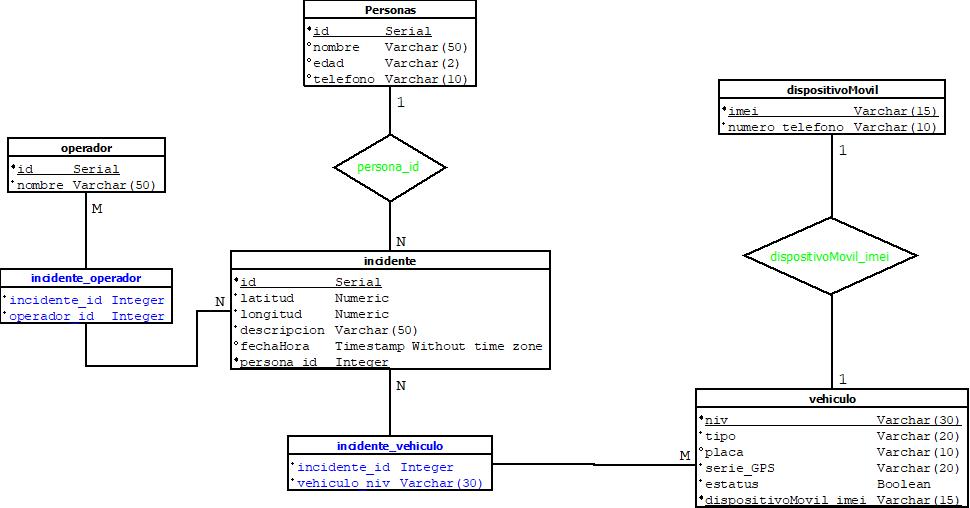 Personas
id Serial
nombre Varchar(50)
edad Varchar(2)
telefono Varchar(10)
1
persona_id
N
dispositivoMovil
imei Varchar(15)
numero_telefono Varchar(10)
1
dispositivoMovil_imei
1
operador
id Serial
nombre Varchar(50)
M
incidente_operador
incidente_id Integer
operador_id Integer
N
incidente
id Serial
latitud Numeric
longitud Numeric
descripcion Varchar(50)
fechaHora Timestamp Without time zone
persona_id Integer
N
incidente_vehiculo
incidente_id Integer
vehiculo_niv Varchar(30)
M
vehiculo
niv Varchar(30)
tipo Varchar(20)
placa Varchar(10)
serie_GPS Varchar(20)
estatus Boolean
dispositivoMovil_imei Varchar(15)